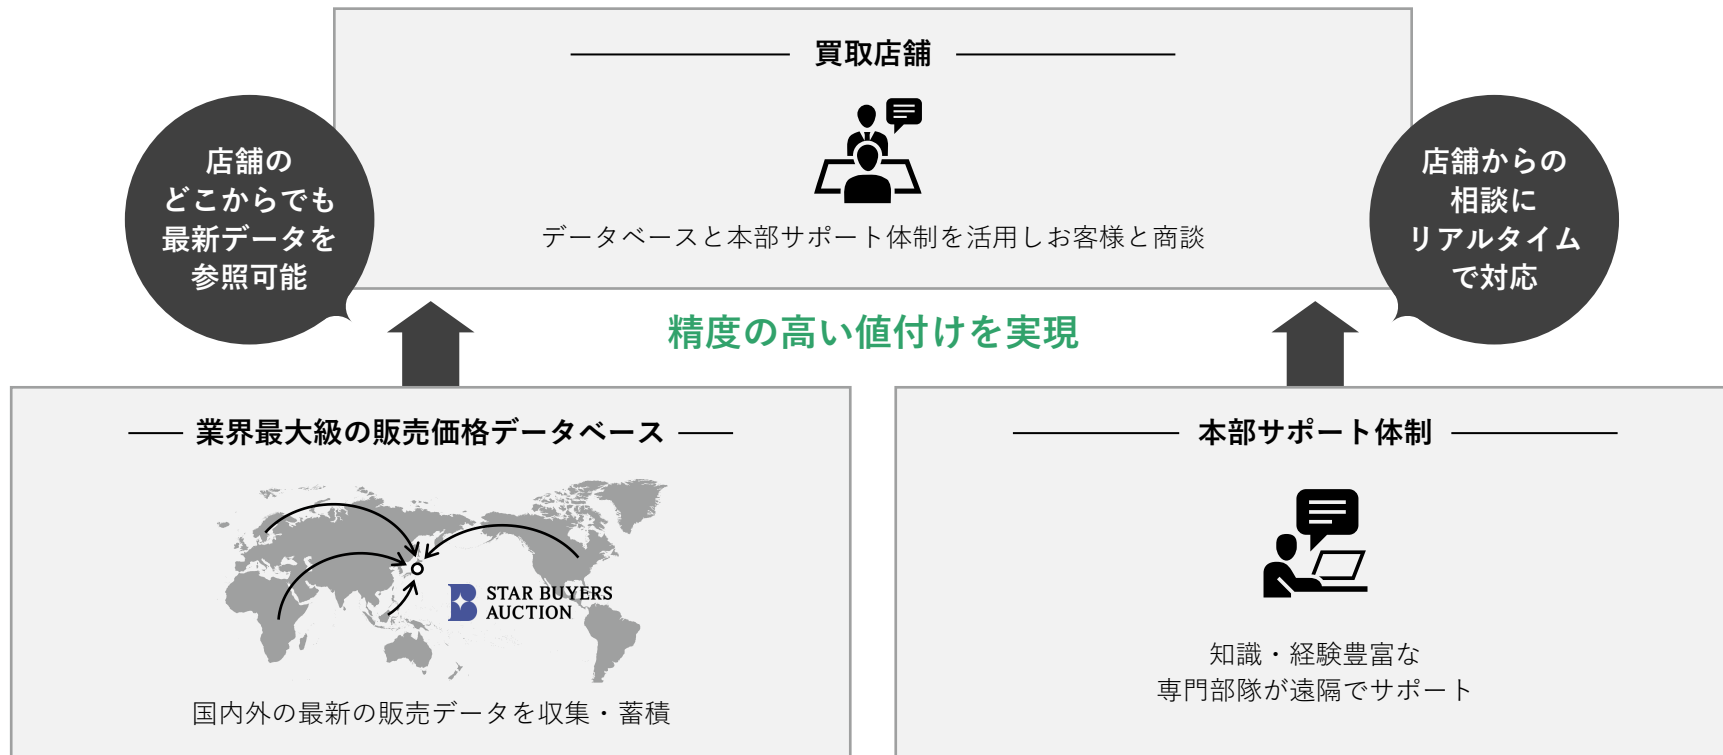 買取店舗
データベースと本部サポート体制を活用しお客様と商談
店舗の
どこからでも
最新データを
参照可能
店舗からの
相談に
リアルタイム
で対応
精度の高い値付けを実現
業界最大級の販売価格データベース
STAR BUYERS
AUCTION
国内外の最新の販売データを収集・蓄積
本部サポート体制
知識・経験豊富な
専門部隊が遠隔でサポート